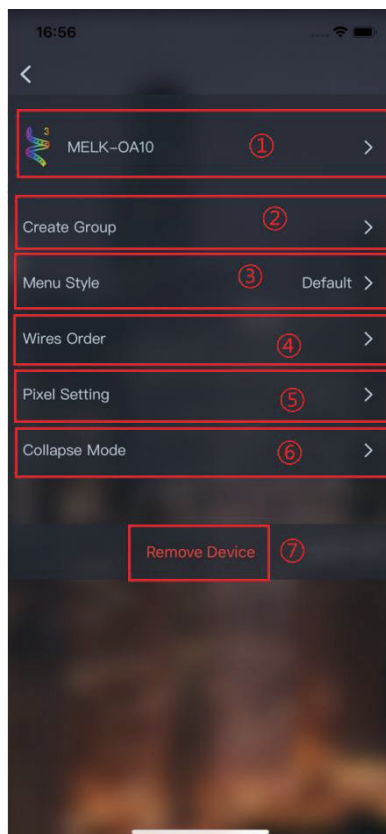 16:56
3
MELK-OA10 ①
Create Group ②
Menu Style ③ Default
Wires Order ④
Pixel Setting ⑤
Collapse Mode ⑥
Remove Device ⑦